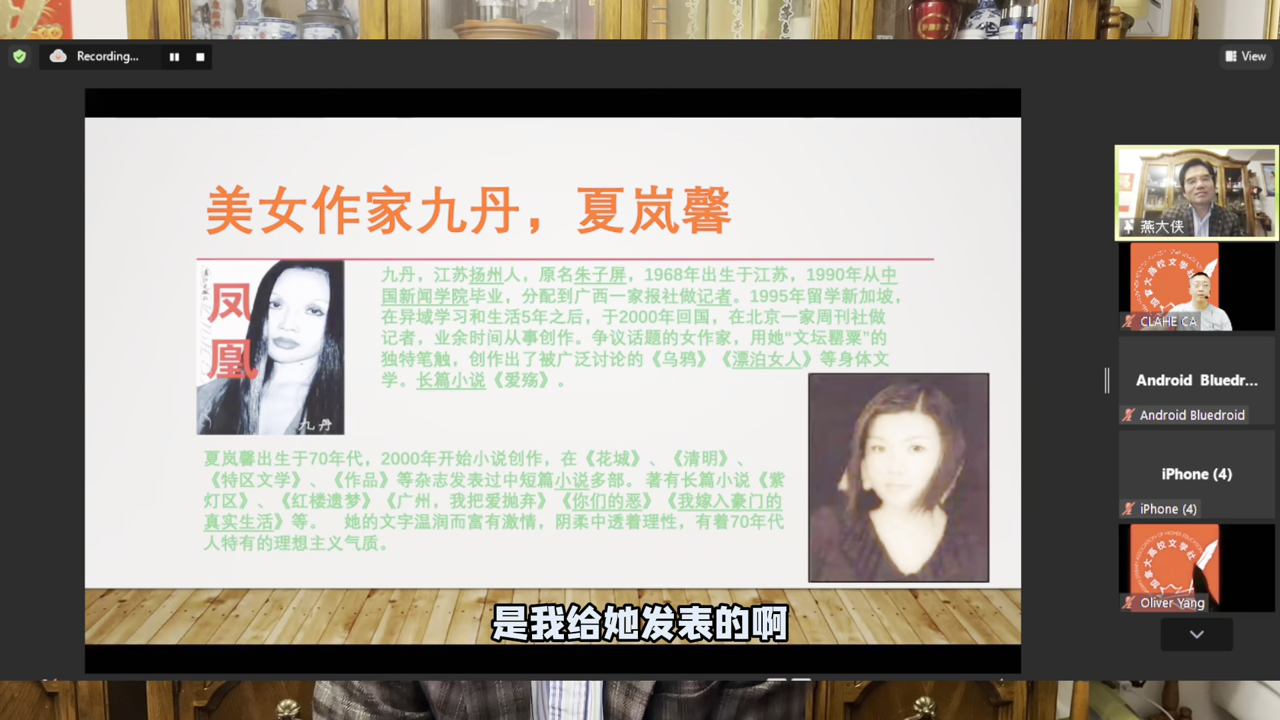 Recording...
View
美女作家九丹，夏岚馨
凤
凰
九丹
九丹，江苏扬州人，原名朱子屏，1968年出生于江苏，1990年从中
国新闻学院毕业，分配到广西一家报社做记者。1995年留学新加坡，
在异域学习和生活5年之后，于2000年回国，在北京一家周刊社做
记者，业余时间从事创作。争议话题的女作家，用她“文坛罂粟”的
独特笔触，创作出了被广泛讨论的《乌鸦》《漂泊女人》等身体文
学。长篇小说《爱殇》。
夏岚馨出生于70年代，2000年开始小说创作，在《花城》、《清明》、
《特区文学》、《作品》等杂志发表过中短篇小说多部。著有长篇小说《紫
灯区》、《红楼遗梦》《广州，我把爱抛弃》《你们的恶》《我嫁入豪门的
真实生活》等。 她的文字温润而富有激情，阴柔中透着理性，有着70年代
人特有的理想主义气质。
是我给她发表的啊
燕大侠
CLAHE CA
Android Bluedr...
Android Bluedroid
iPhone (4)
iPhone (4)
Oliver Yang